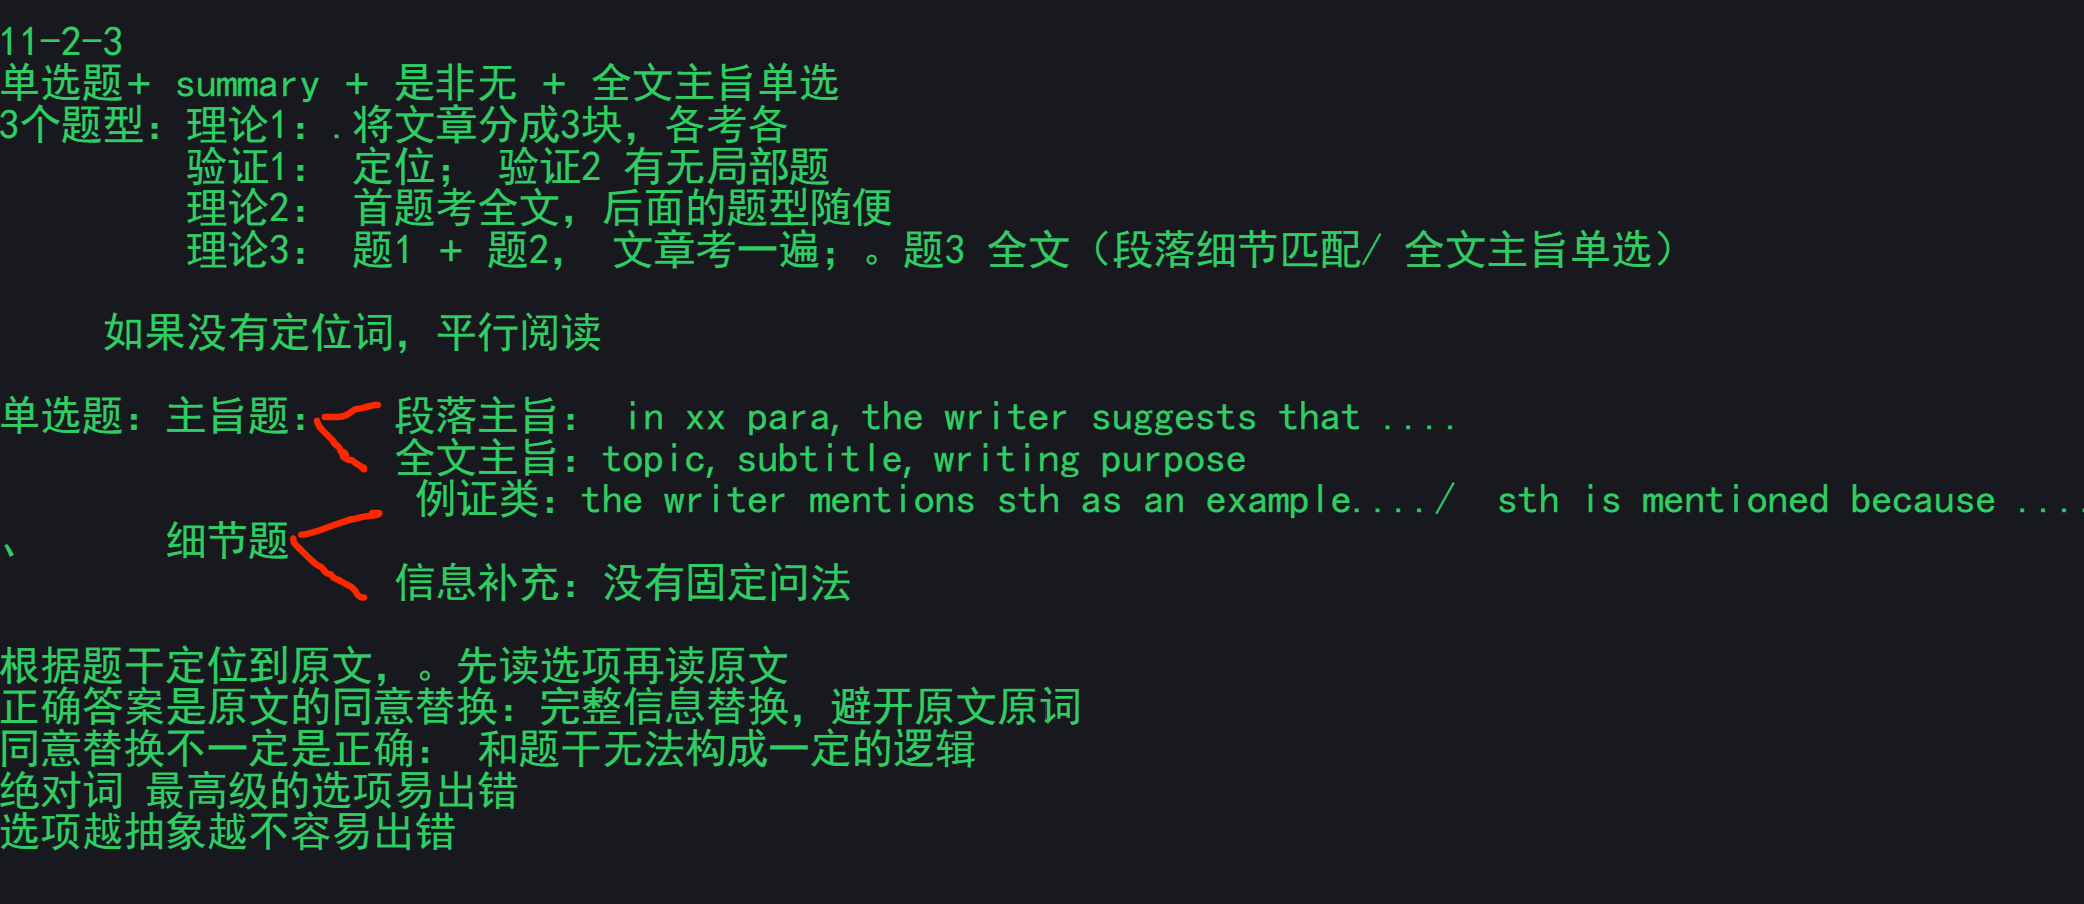 11-2-3
单选题+ summary + 是非无 + 全文主旨单选
3个题型：理论1：.将文章分成3块，各考各
验证1： 定位； 验证2 有无局部题
理论2： 首题考全文，后面的题型随便
理论3： 题1 + 题2， 文章考一遍；。题3 全文（段落细节匹配/ 全文主旨单选）
如果没有定位词，平行阅读
单选题：主旨题： 段落主旨： in xx para, the writer suggests that ....
全文主旨：topic, subtitle, writing purpose
例证类：the writer mentions sth as an example..../ sth is mentioned because ....
、 细节题
信息补充：没有固定问法
根据题干定位到原文，。先读选项再读原文
正确答案是原文的同意替换：完整信息替换，避开原文原词
同意替换不一定是正确： 和题干无法构成一定的逻辑
绝对词 最高级的选项易出错
选项越抽象越不容易出错